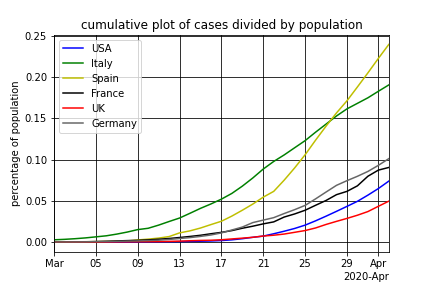 cumulative plot of cases divided by population
percentage of population
0.25
0.20
0.15
0.10
0.05
0.00
USA
Italy
Spain
France
UK
Germany
Mar 05 09 13 17 21 25 29 Apr
2020-Apr